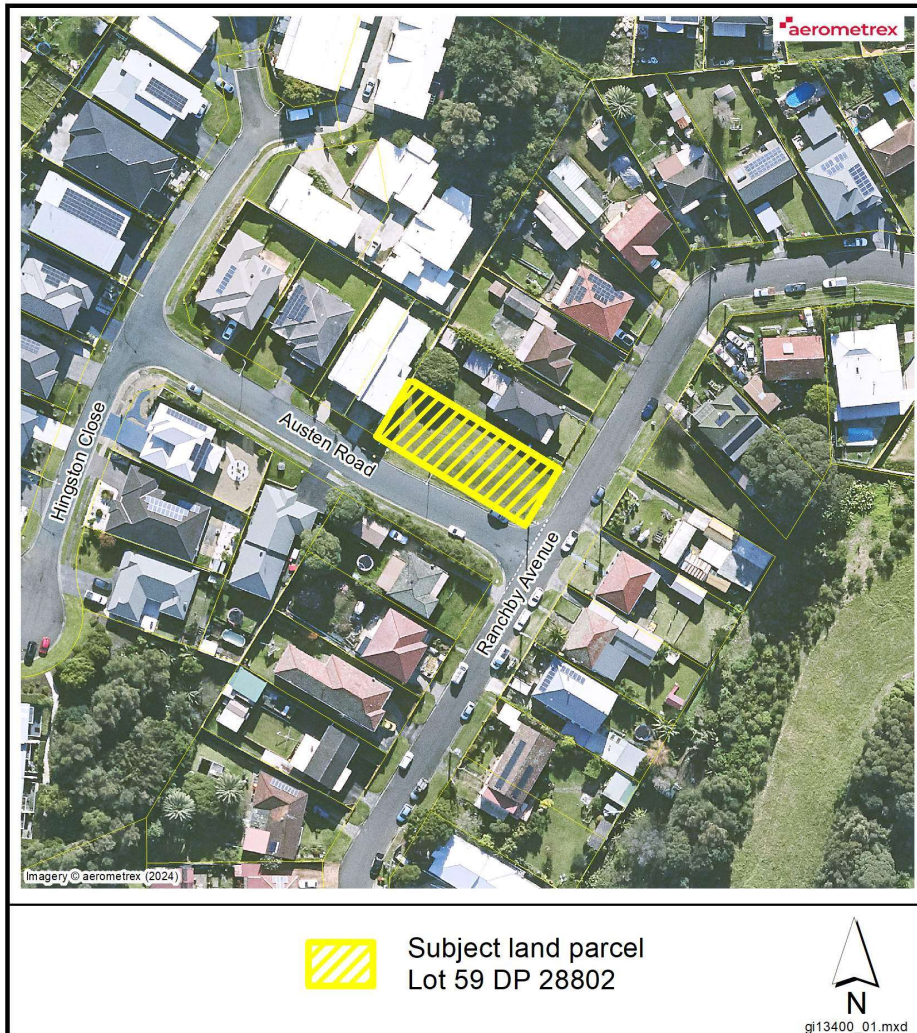 aerometrex
Hingston Close
Austen Road
Ranchby Avenue
Imagery © aerometrex (2024)
Subject land parcel
Lot 59 DP 28802
N
gi13400_01.mxd